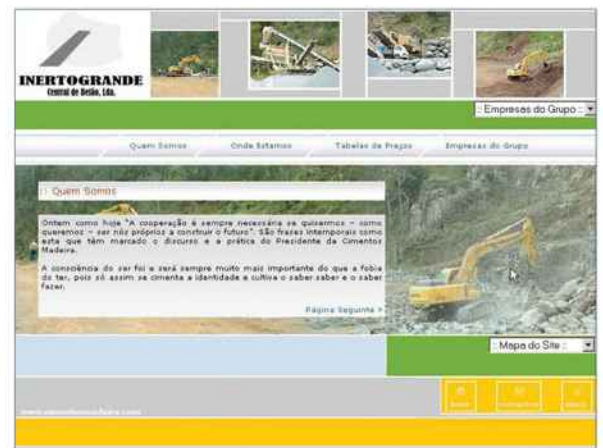 INERTOGRANDE
Central de Betão, Lda.
:: Empresas do Grupo ::
Quem Somos
Onde Estamos
Tabelas de Preços
Empresas do Grupo
:: Quem Somos
Ontem como hoje "A cooperação é sempre necessária se quisermos – como
queremos – ser nós próprios a construir o futuro". São frases intemporais como
esta que têm marcado o discurso e a prática do Presidente da Cimentos
Madeira.
A consciência do ser foi e será sempre muito mais importante do que a fobia
do ter, pois só assim se cimenta a identidade e cultiva o saber saber e o saber
fazer.
Página Seguinte >
:: Mapa do Site ::